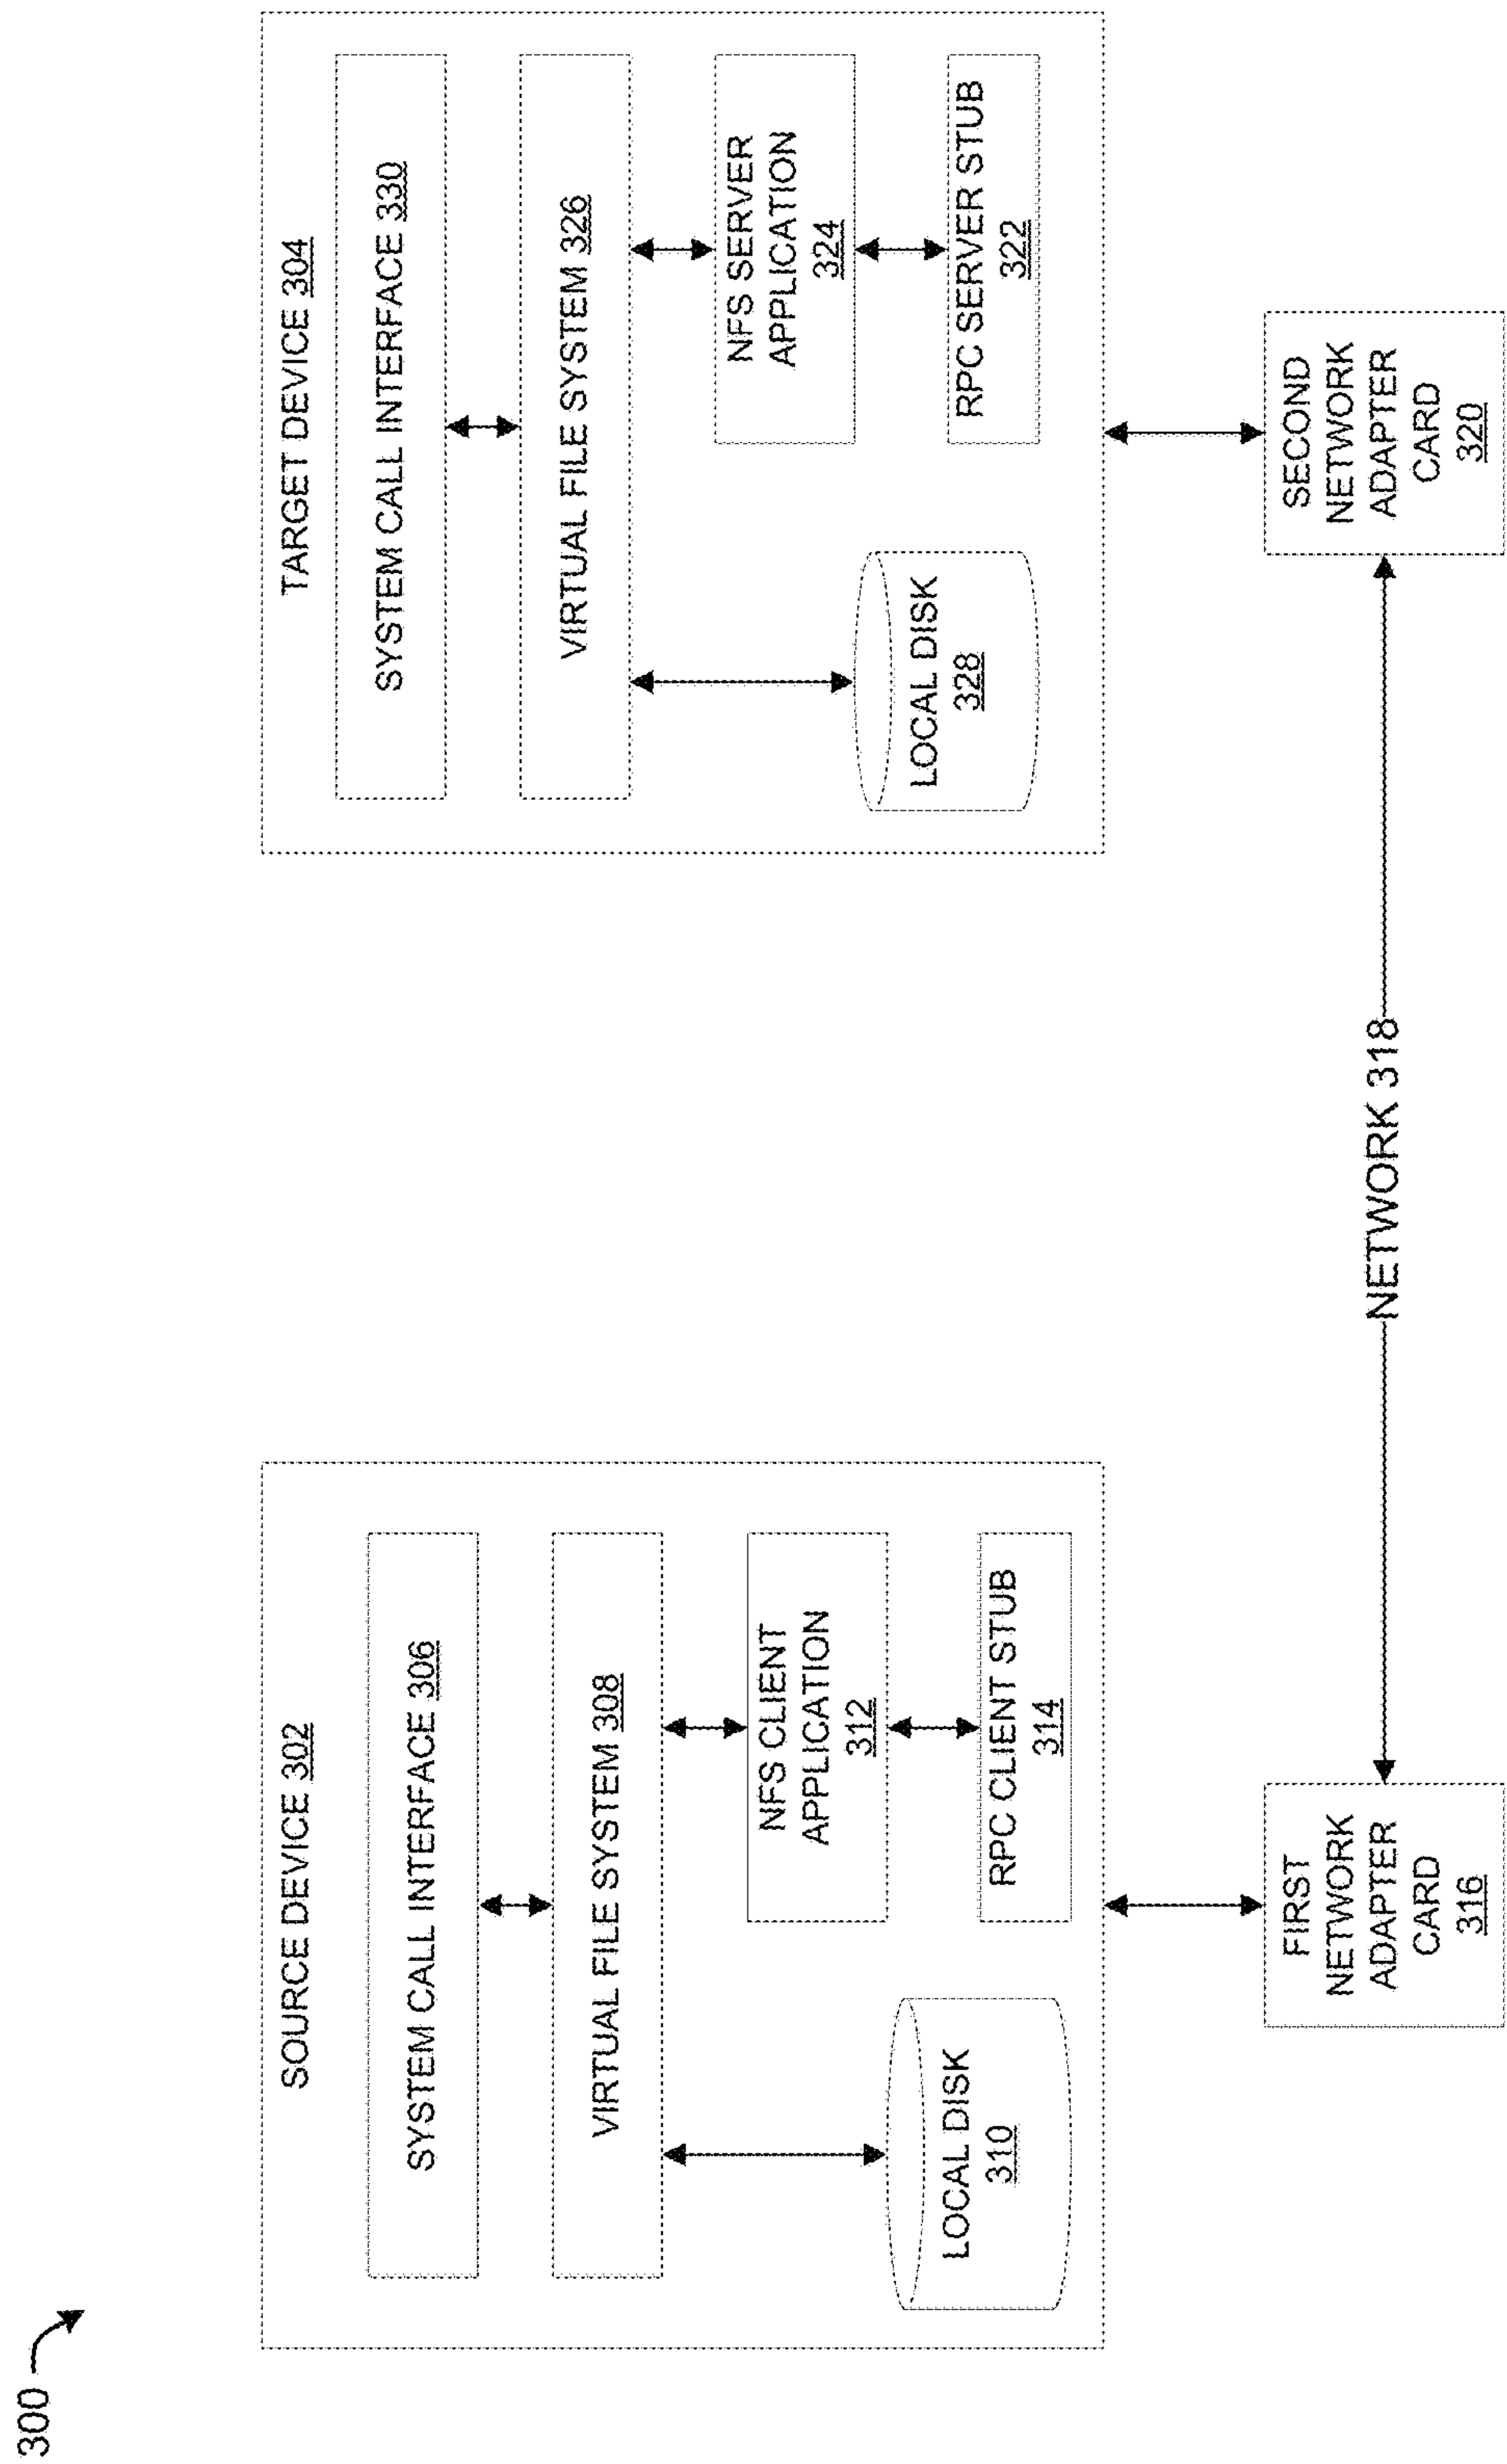 300
SOURCE DEVICE 302
SYSTEM CALL INTERFACE 306
VIRTUAL FILE SYSTEM 308
LOCAL DISK
310
NFS CLIENT
APPLICATION
312
RPC CLIENT STUB
314
FIRST
NETWORK
ADAPTER
CARD
316
NETWORK 318
TARGET DEVICE 304
SYSTEM CALL INTERFACE 330
VIRTUAL FILE SYSTEM 326
LOCAL DISK
328
NFS SERVER
APPLICATION
324
RPC SERVER STUB
322
SECOND
NETWORK
ADAPTER
CARD
320